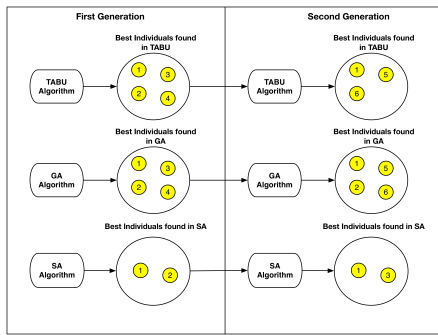 First Generation
Second Generation
Best Individuals found
in TABU
Best Individuals found
in TABU
TABU
Algorithm
1
3
2
4
TABU
Algorithm
1
5
6
Best Individuals found
in GA
Best Individuals found
in GA
GA
Algorithm
1
3
2
4
GA
Algorithm
1
5
2
6
Best Individuals found in SA
Best Individuals found in SA
SA
Algorithm
1
2
SA
Algorithm
1
3